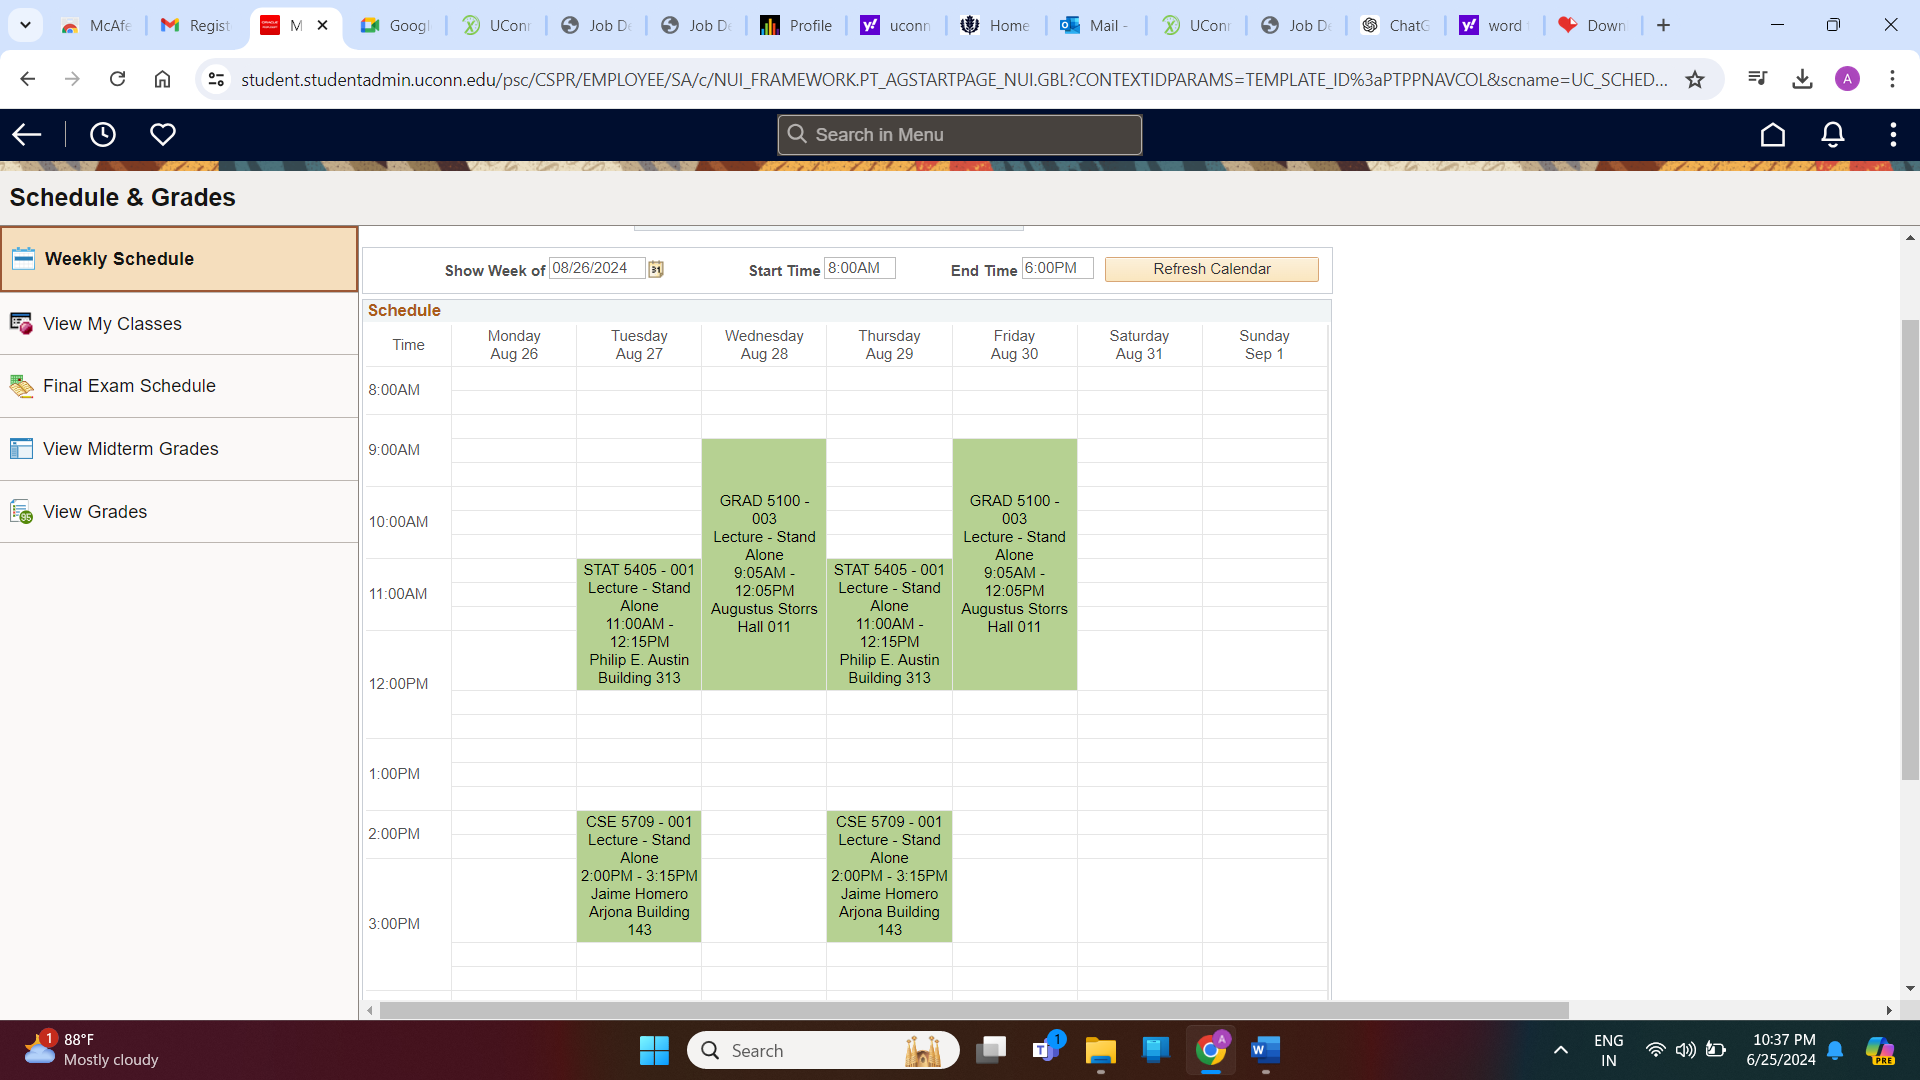 McAfe
Regist
M
Googl
UConn
Job De
Job De
Profile
uconn
Home
Mail -
UConn
Job De
ChatG
word t
Down
student.studentadmin.uconn.edu/psc/CSPR/EMPLOYEE/SA/c/NUI_FRAMEWORK.PT_AGSTARTPAGE_NUI.GBL?CONTEXTIDPARAMS=TEMPLATE_ID%3aPTPPNAVCOL&scname=UC_SCHED...
A
Search in Menu
Schedule & Grades
Weekly Schedule
View My Classes
Final Exam Schedule
View Midterm Grades
View Grades
Show Week of 08/26/2024 31 Start Time 8:00AM End Time 6:00PM Refresh Calendar
Schedule
Time
Monday
Aug 26
Tuesday
Aug 27
Wednesday
Aug 28
Thursday
Aug 29
Friday
Aug 30
Saturday
Aug 31
Sunday
Sep 1
8:00AM
9:00AM
10:00AM
11:00AM
12:00PM
1:00PM
2:00PM
3:00PM
STAT 5405 - 001
Lecture - Stand
Alone
11:00AM -
12:15PM
Philip E. Austin
Building 313
CSE 5709 - 001
Lecture - Stand
Alone
2:00PM - 3:15PM
Jaime Homero
Arjona Building
143
GRAD 5100 -
003
Lecture - Stand
Alone
9:05AM -
12:05PM
Augustus Storrs
Hall 011
STAT 5405 - 001
Lecture - Stand
Alone
11:00AM -
12:15PM
Philip E. Austin
Building 313
CSE 5709 - 001
Lecture - Stand
Alone
2:00PM - 3:15PM
Jaime Homero
Arjona Building
143
GRAD 5100 -
003
Lecture - Stand
Alone
9:05AM -
12:05PM
Augustus Storrs
Hall 011
1
88°F
Mostly cloudy
Search
1
A
W
ENG
IN
10:37 PM
6/25/2024
PRE